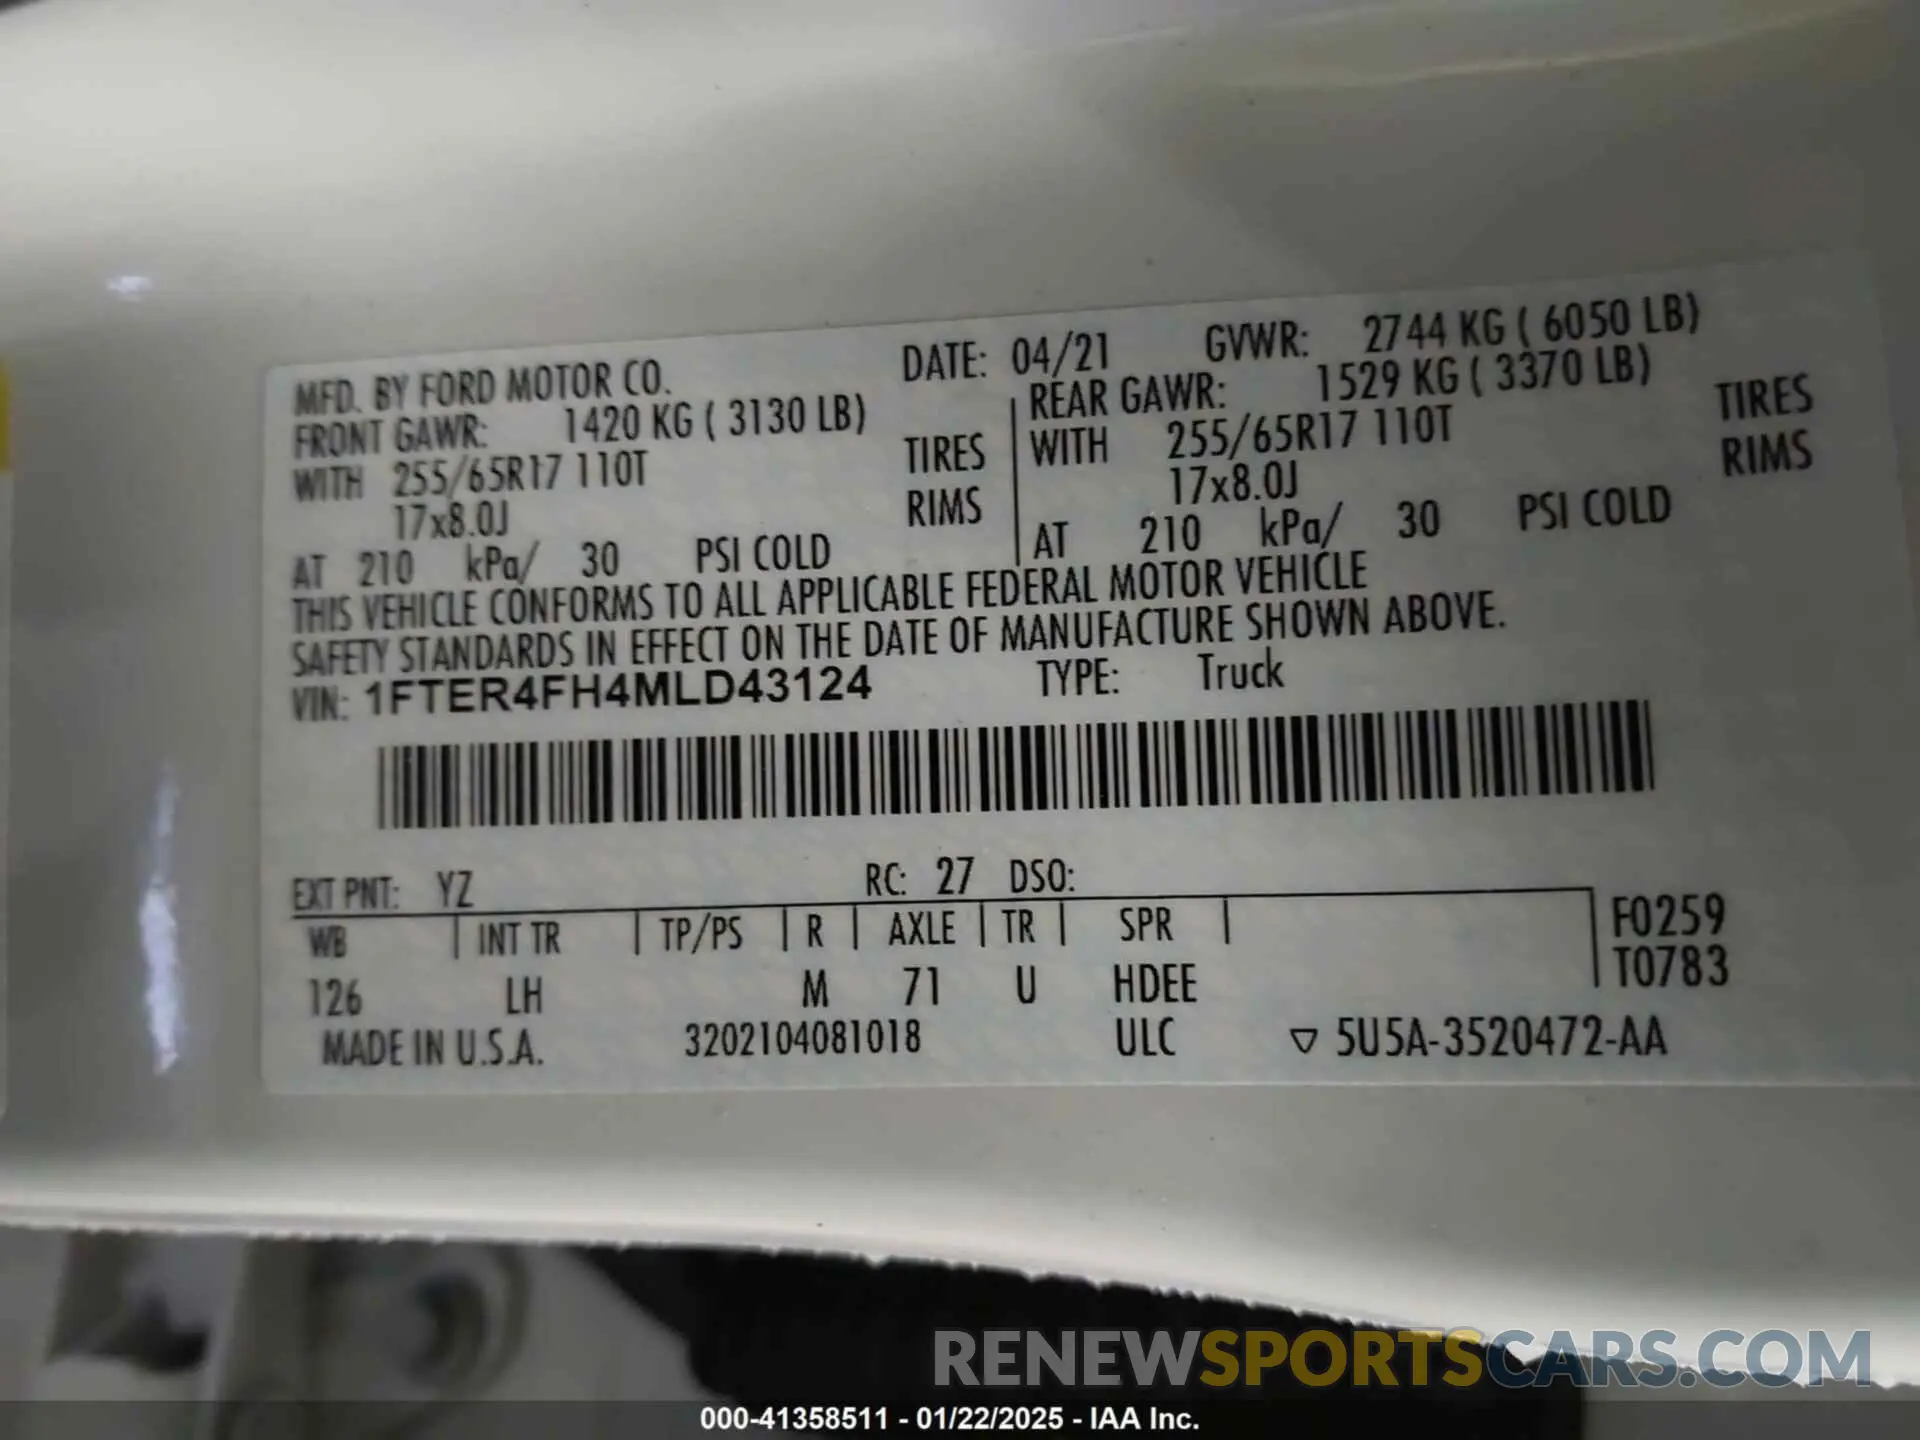 MFD. BY FORD MOTOR CO. DATE: 04/21 GVWR: 2744 KG ( 6050 LB)
FRONT GAWR: 1420 KG ( 3130 LB) REAR GAWR: 1529 KG ( 3370 LB)
WITH 255/65R17 110T TIRES WITH 255/65R17 110T TIRES
17x8.0J RIMS 17x8.0J RIMS
AT 210 kPa/ 30 PSI COLD AT 210 kPa/ 30 PSI COLD
THIS VEHICLE CONFORMS TO ALL APPLICABLE FEDERAL MOTOR VEHICLE
SAFETY STANDARDS IN EFFECT ON THE DATE OF MANUFACTURE SHOWN ABOVE.
VIN: 1FTER4FH4MLD43124 TYPE: Truck
EXT PNT: YZ RC: 27 DSO:
WB INT TR TP/PS R AXLE TR SPR F0259
126 LH M 71 U HDEE T0783
MADE IN U.S.A. 3202104081018 ULC ▽ 5U5A-3520472-AA
RENEWSPORTSCARS.COM
000-41358511 - 01/22/2025 - IAA Inc.